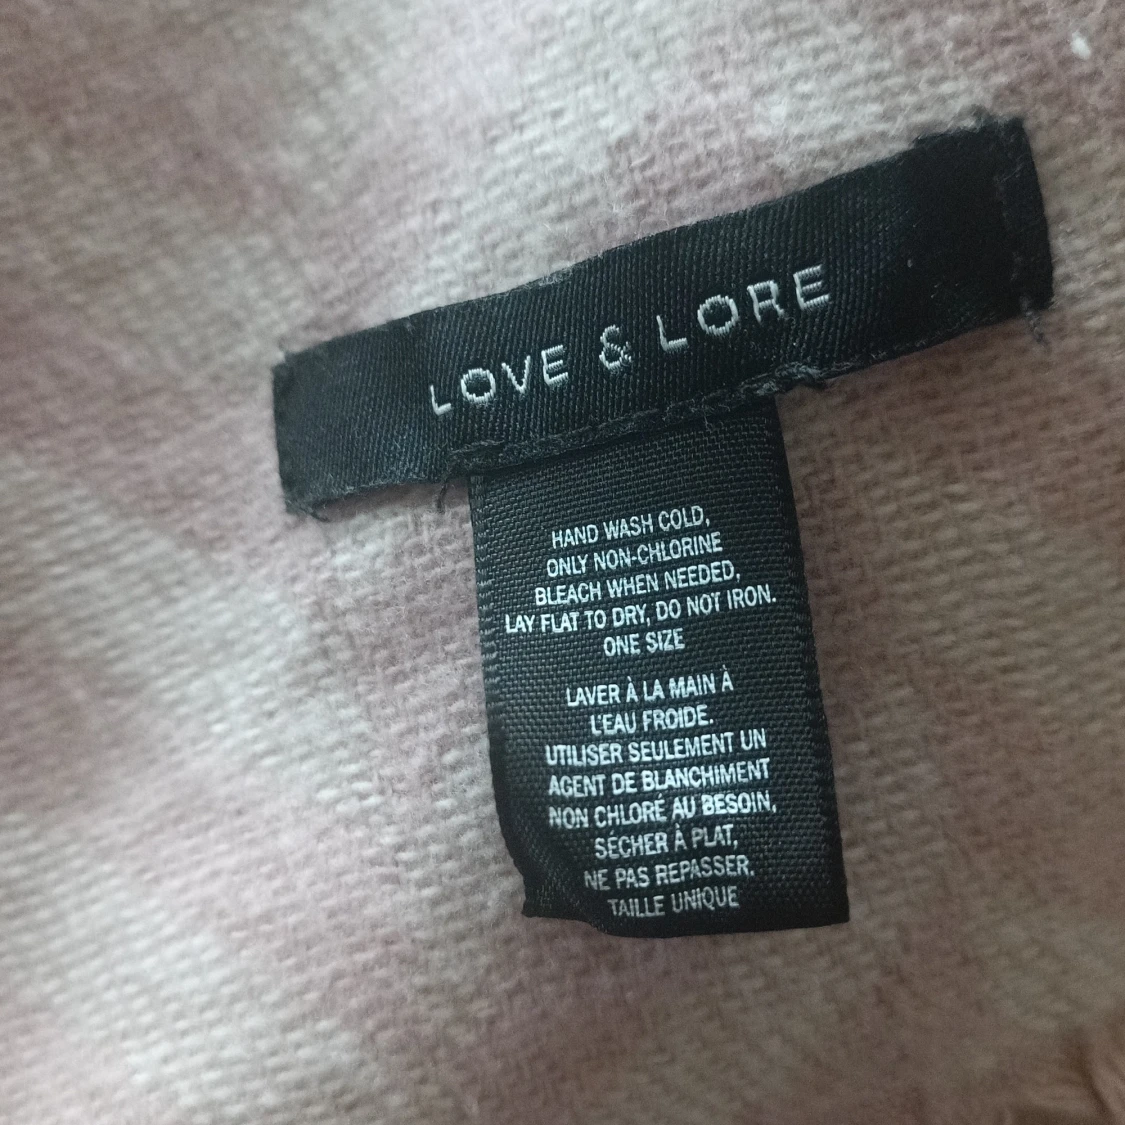 LOVE & LORE
HAND WASH COLD,
ONLY NON-CHLORINE
BLEACH WHEN NEEDED,
LAY FLAT TO DRY, DO NOT IRON.
ONE SIZE
LAVER À LA MAIN À
L'EAU FROIDE.
UTILISER SEULEMENT UN
AGENT DE BLANCHIMENT
NON CHLORÉ AU BESOIN,
SÉCHER À PLAT,
NE PAS REPASSER.
TAILLE UNIQUE